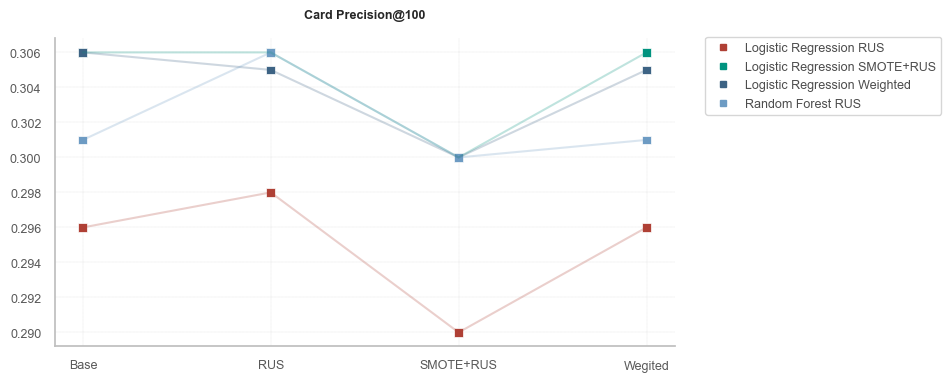 Card Precision@100
0.306
0.304
0.302
0.300
0.298
0.296
0.294
0.292
0.290
Base
RUS
SMOTE+RUS
Wegited
Logistic Regression RUS
Logistic Regression SMOTE+RUS
Logistic Regression Weighted
Random Forest RUS